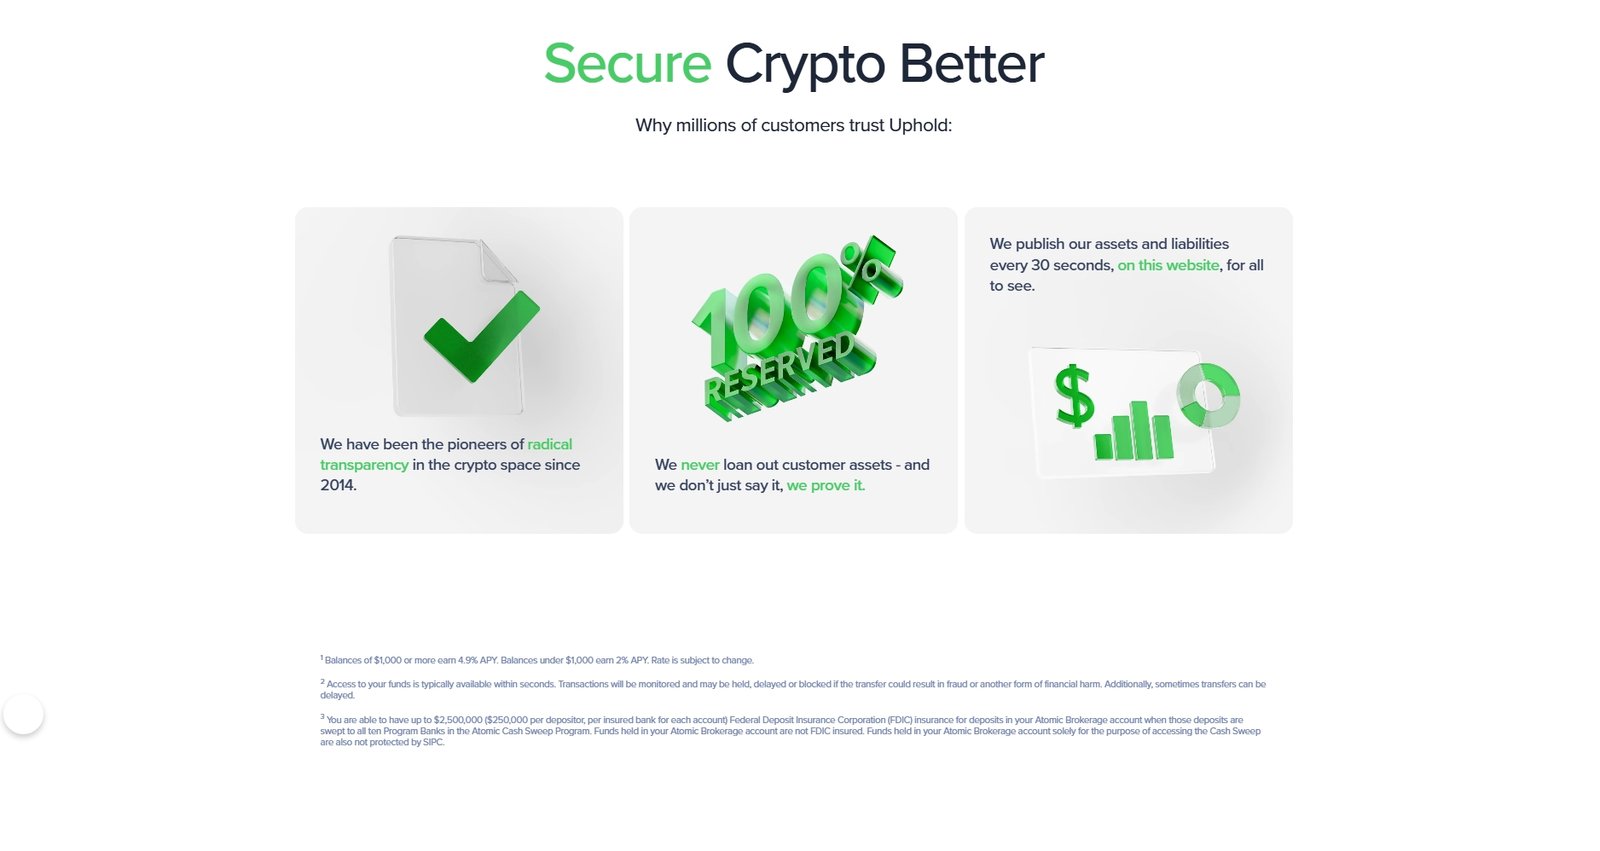 Secure Crypto Better
Why millions of customers trust Uphold:
100%
RESERVED
We have been the pioneers of radical
transparency in the crypto space since
2014.
We never loan out customer assets - and
we don’t just say it, we prove it.
We publish our assets and liabilities
every 30 seconds, on this website, for all
to see.
$
1 Balances of $1,000 or more earn 4.9% APY. Balances under $1,000 earn 2% APY. Rate is subject to change.
2 Access to your funds is typically available within seconds. Transactions will be monitored and may be held, delayed or blocked if the transfer could result in fraud or another form of financial harm. Additionally, sometimes transfers can be
delayed.
3 You are able to have up to $2,500,000 ($250,000 per depositor, per insured bank for each account) Federal Deposit Insurance Corporation (FDIC) insurance for deposits in your Atomic Brokerage account when those deposits are
swept to all ten Program Banks in the Atomic Cash Sweep Program. Funds held in your Atomic Brokerage account are not FDIC insured. Funds held in your Atomic Brokerage account solely for the purpose of accessing the Cash Sweep
are also not protected by SIPC.